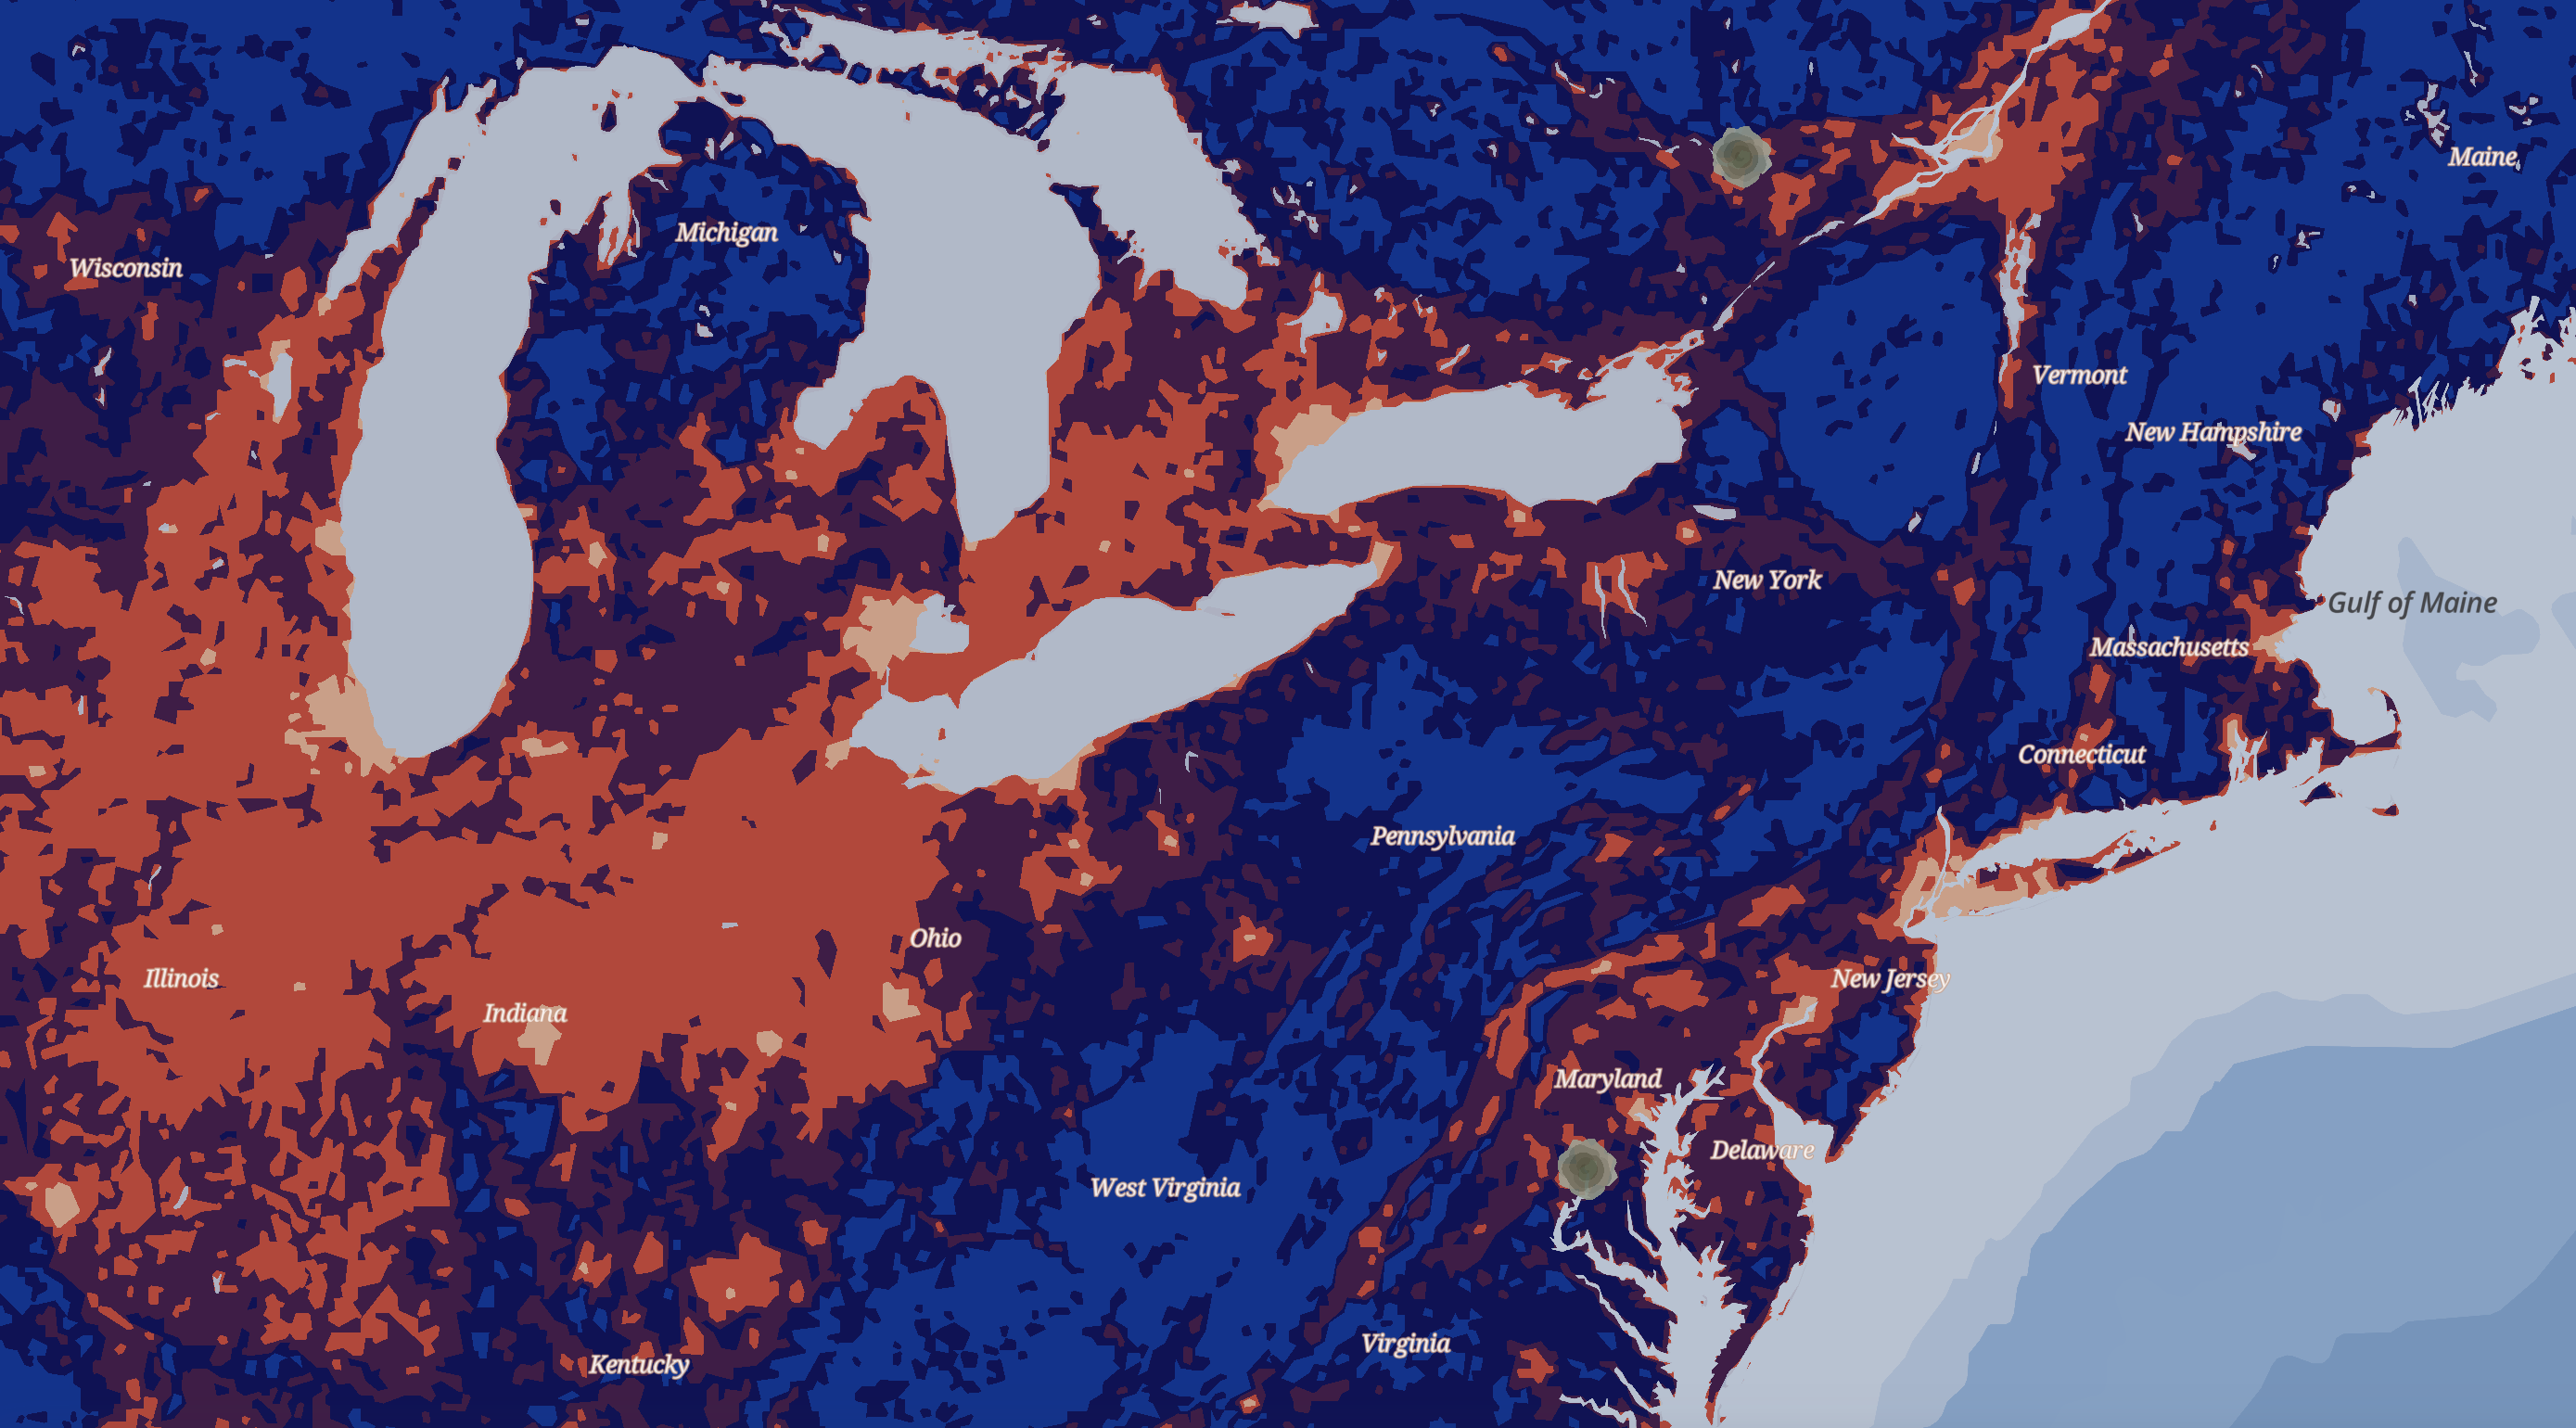 Maine
Michigan
Wisconsin
Vermont
New Hampshire
New York
Gulf of Maine
Massachusetts
Connecticut
Pennsylvania
Ohio
Illinois
New Jersey
Indiana
Maryland
Delaware
West Virginia
Virginia
Kentucky